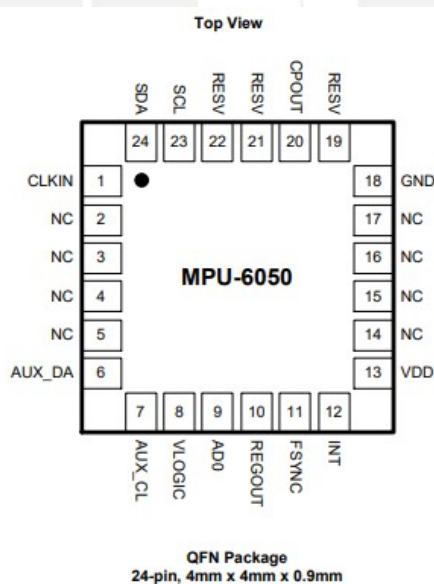 Top View
SDA SCL RESV RESV CPOUT RESV
24 23 22 21 20 19
CLKIN 1 18 GND
NC 2 17 NC
NC 3 16 NC
MPU-6050
NC 4 15 NC
NC 5 14 NC
AUX_DA 6 13 VDD
7 8 9 10 11 12
AUX_CL VLOGIC AD0 REGOUT FSYNC INT
QFN Package
24-pin, 4mm x 4mm x 0.9mm